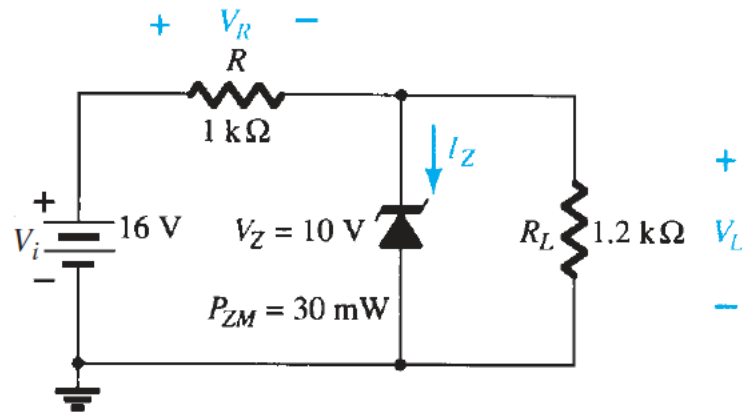 + V_R −
R
1 kΩ
I_Z
+
+
V_i
16 V
V_Z = 10 V
R_L
1.2 kΩ
V_L
−
−
P_ZM = 30 mW